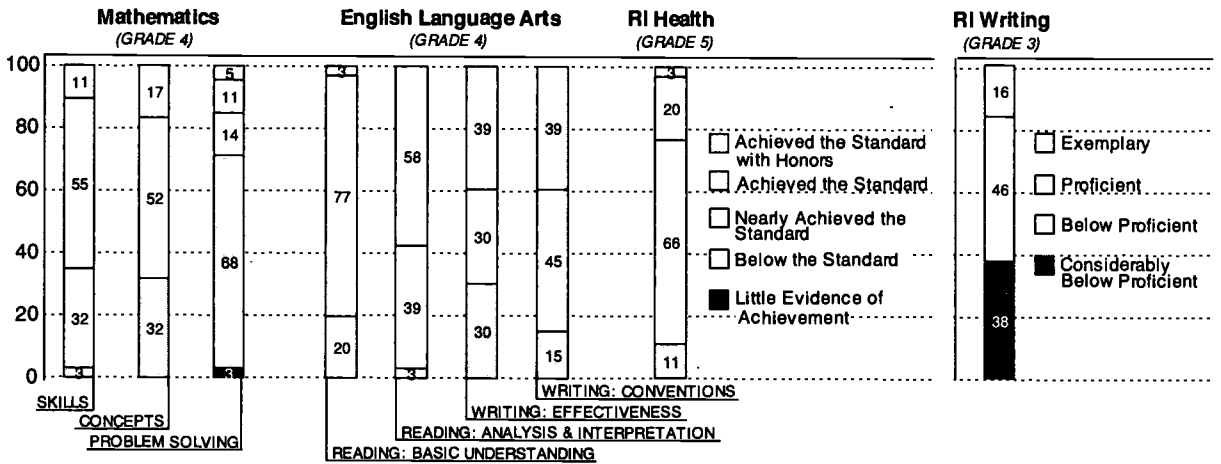 Mathematics
(GRADE 4)
English Language Arts
(GRADE 4)
RI Health
(GRADE 5)
RI Writing
(GRADE 3)
100
80
60
40
20
0
11
55
32
3
17
52
32
5
11
14
68
3
3
77
20
58
39
3
39
30
30
39
45
15
3
20
66
11
Achieved the Standard
with Honors
Achieved the Standard
Nearly Achieved the
Standard
Below the Standard
Little Evidence of
Achievement
16
46
38
Exemplary
Proficient
Below Proficient
Considerably
Below Proficient
SKILLS
CONCEPTS
PROBLEM SOLVING
WRITING: CONVENTIONS
WRITING: EFFECTIVENESS
READING: ANALYSIS & INTERPRETATION
READING: BASIC UNDERSTANDING